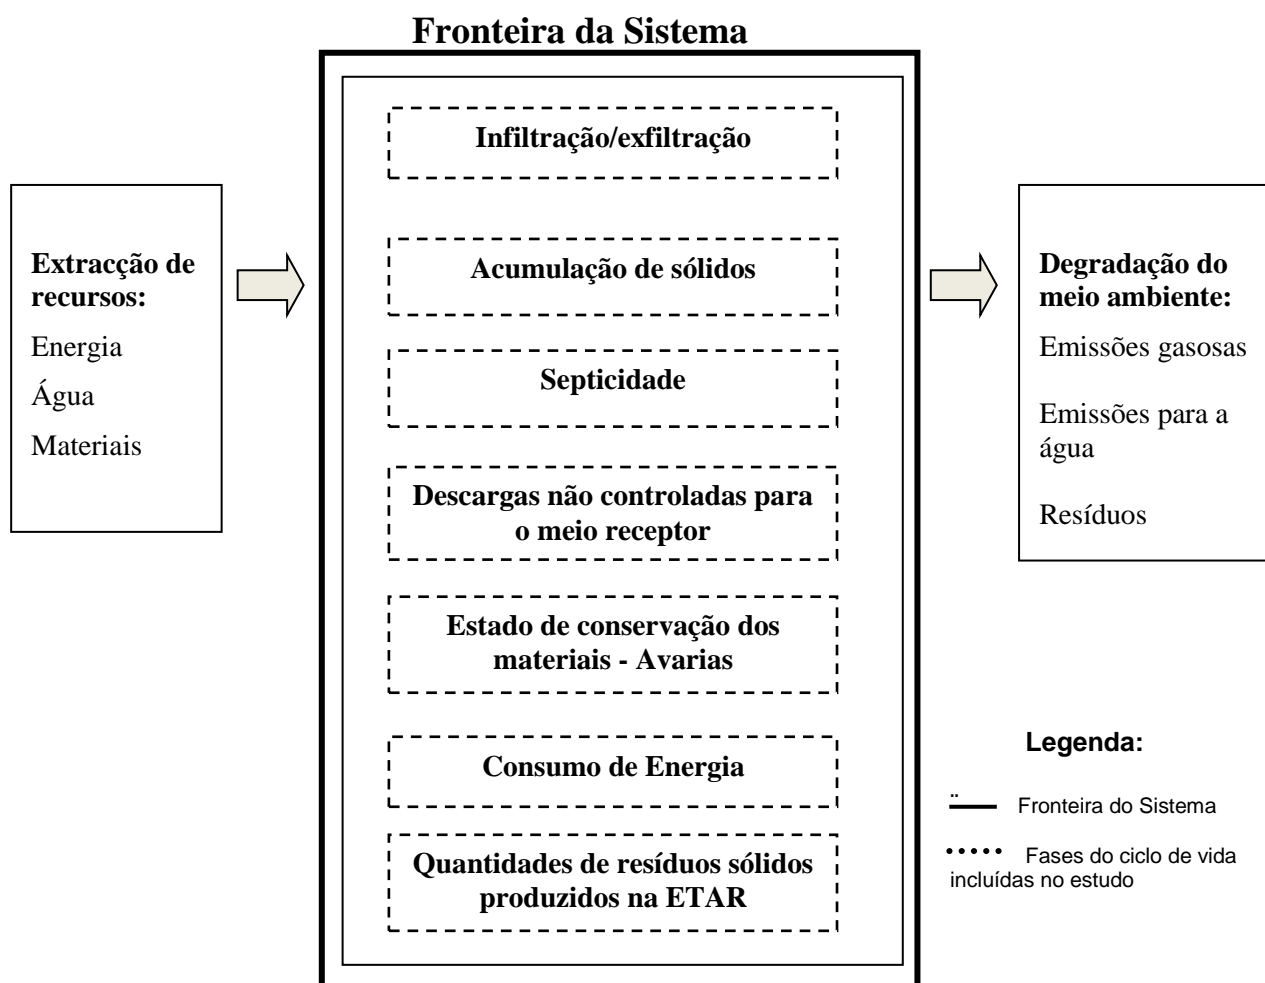 Fronteira da Sistema
Extracção de
recursos:
Energia
Água
Materiais
Infiltração/exfiltração
Acumulação de sólidos
Septicidade
Descargas não controladas para
o meio receptor
Estado de conservação dos
materiais - Avarias
Consumo de Energia
Quantidades de resíduos sólidos
produzidos na ETAR
Degradação do
meio ambiente:
Emissões gasosas
Emissões para a
água
Resíduos
Legenda:
Fronteira do Sistema
Fases do ciclo de vida
incluídas no estudo